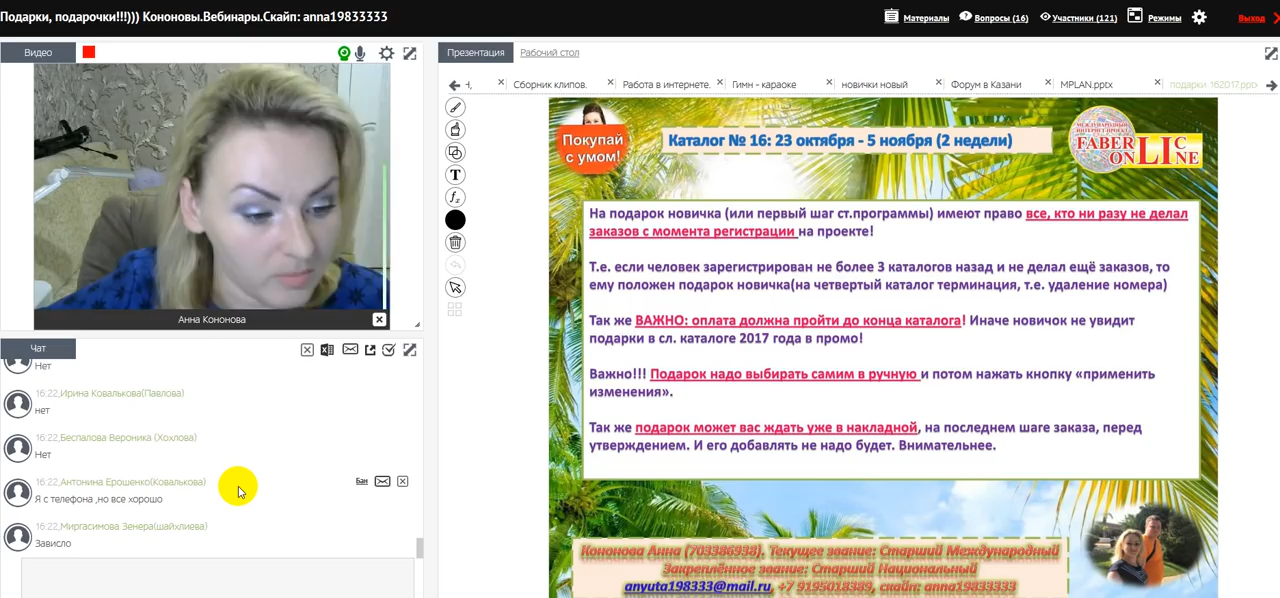 Подарки, подарочки!!!))) Кононовы.Вебинары.Скайп: anna19833333
Материалы
Вопросы (16)
Участники (121)
Режимы
Выход
Видео
Анна Кононова
Чат
Нет
16:22,Ирина Ковалькова(Павлова)
нет
16:22,Беспалова Вероника (Хохлова)
Нет
16:22,Антонина Ерошенко(Ковалькова)
Бан
Я с телефона ,но все хорошо
16:22,Миргасимова Зенера(шайхлиева)
Зависло
Презентация
Рабочий стол
Сборник клипов.
Работа в интернете.
Гимн - караоке
новички новый
Форум в Казани
MPLAN.pptx
подарки 162017.pptx
Покупай
с умом!
Каталог № 16: 23 октября - 5 ноября (2 недели)
МЕЖДУНАРОДНЫЙ
ИНТЕРНЕТ-ПРОЕКТ
FABERLIC
ONLINE
На подарок новичка (или первый шаг ст.программы) имеют право все, кто ни разу не делал
заказов с момента регистрации на проекте!
Т.е. если человек зарегистрирован не более 3 каталогов назад и не делал ещё заказов, то
ему положен подарок новичка(на четвертый каталог терминация, т.е. удаление номера)
Так же ВАЖНО: оплата должна пройти до конца каталога! Иначе новичок не увидит
подарки в сл. каталоге 2017 года в промо!
Важно!!! Подарок надо выбирать самим в ручную и потом нажать кнопку «применить
изменения».
Так же подарок может вас ждать уже в накладной, на последнем шаге заказа, перед
утверждением. И его добавлять не надо будет. Внимательнее.
Кононова Анна (703386938). Текущее звание: Старший Международный
Закреплённое звание: Старший Национальный
anyuta198333@mail.ru, +7 9195018389, скайп: anna19833333